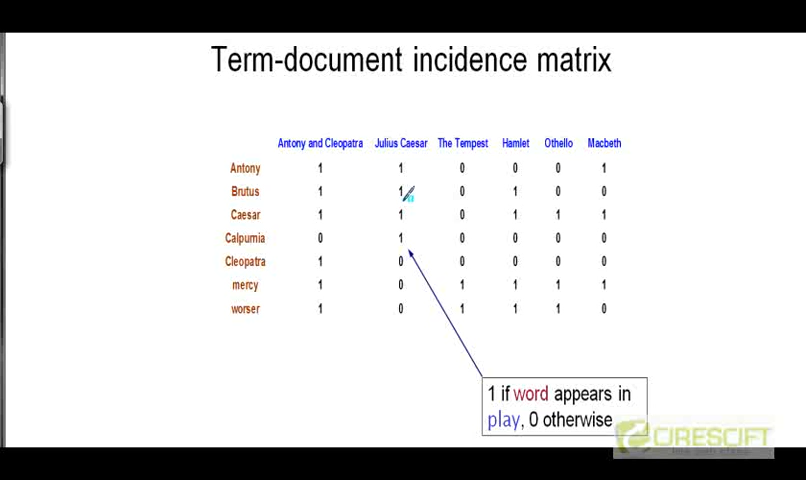 Term-document incidence matrix
Antony and Cleopatra Julius Caesar The Tempest Hamlet Othello Macbeth
Antony 1 1 0 0 0 1
Brutus 1 1 0 1 0 0
Caesar 1 1 0 1 1 1
Calpurnia 0 1 0 0 0 0
Cleopatra 1 0 0 0 0 0
mercy 1 0 1 1 1 1
worser 1 0 1 1 1 0
1 if word appears in
play, 0 otherwise